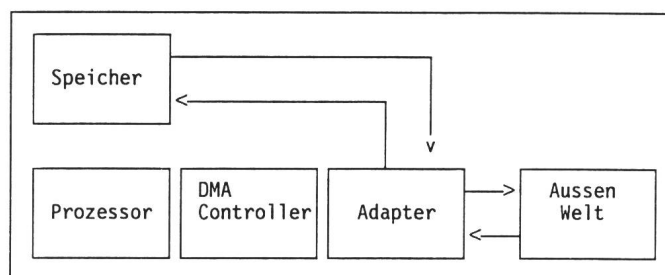 Speicher
Prozessor
DMA
Controller
Adapter
Aussen
Welt